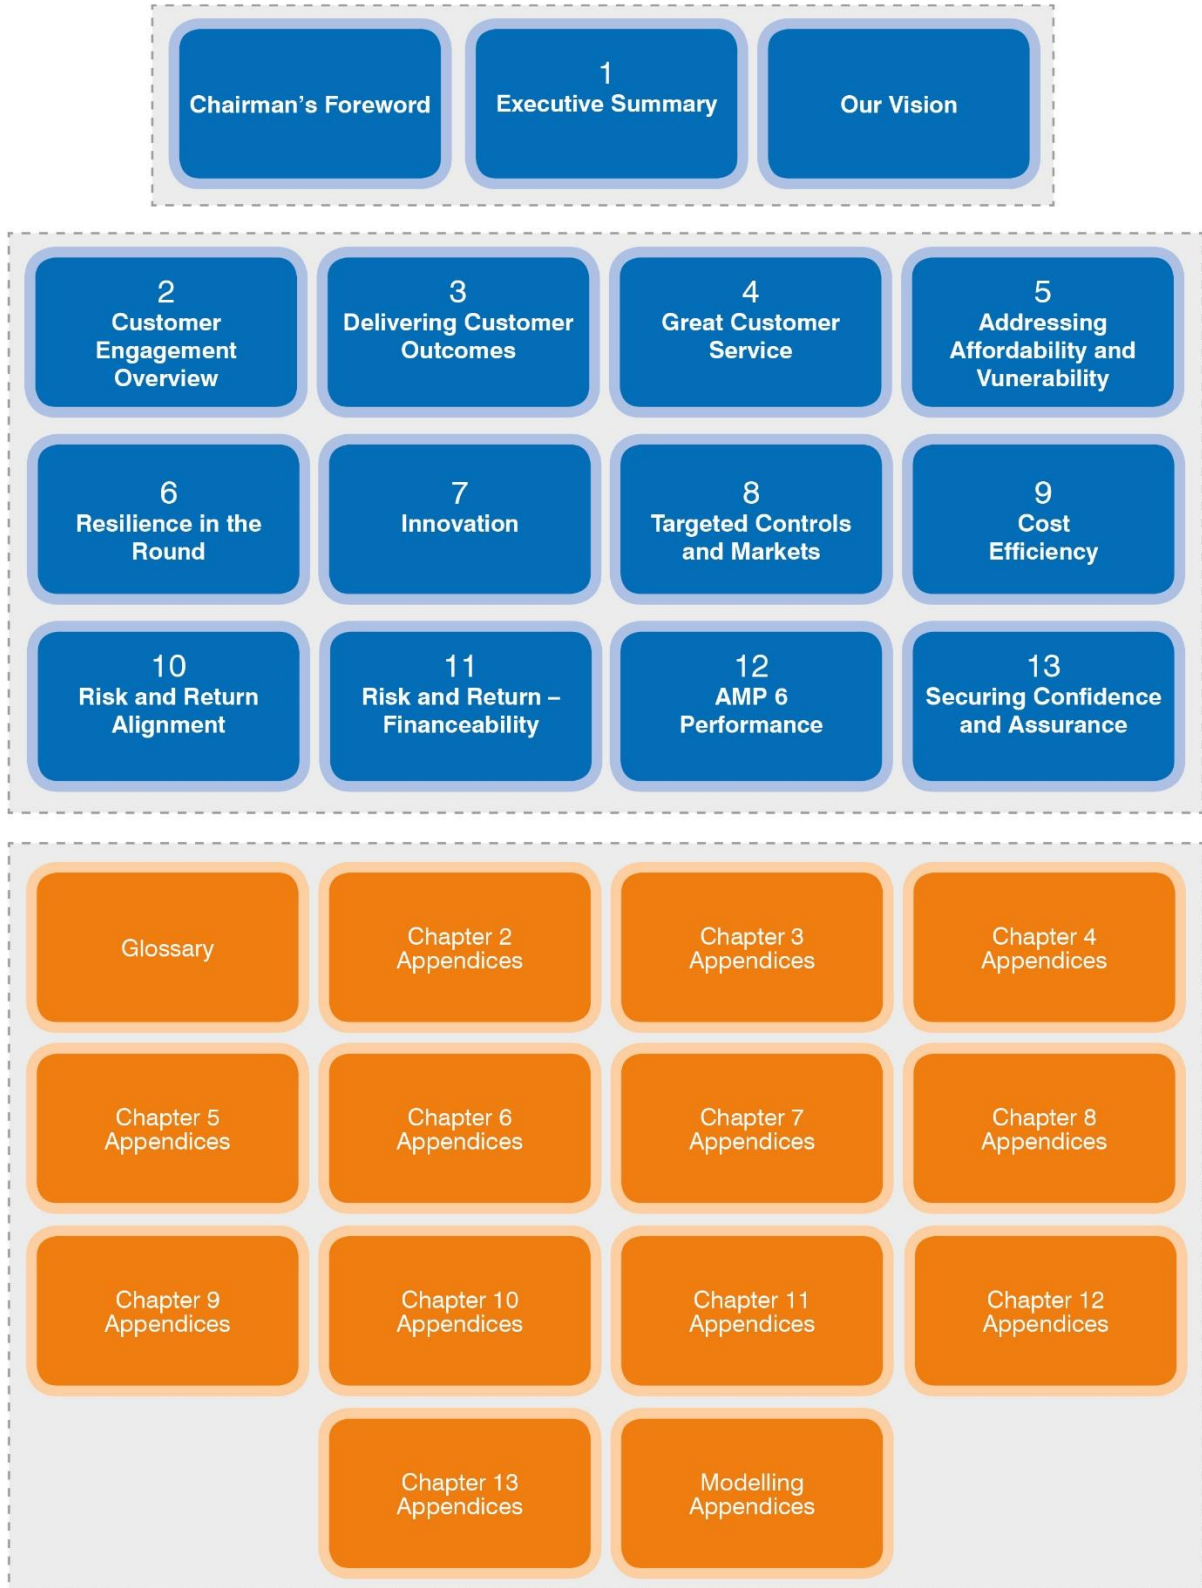 Chairman's Foreword
1
Executive Summary
Our Vision
2
Customer
Engagement
Overview
3
Delivering Customer
Outcomes
4
Great Customer
Service
5
Addressing
Affordability and
Vunerability
6
Resilience in the
Round
7
Innovation
8
Targeted Controls
and Markets
9
Cost
Efficiency
10
Risk and Return
Alignment
11
Risk and Return –
Financeability
12
AMP 6
Performance
13
Securing Confidence
and Assurance
Glossary
Chapter 2
Appendices
Chapter 3
Appendices
Chapter 4
Appendices
Chapter 5
Appendices
Chapter 6
Appendices
Chapter 7
Appendices
Chapter 8
Appendices
Chapter 9
Appendices
Chapter 10
Appendices
Chapter 11
Appendices
Chapter 12
Appendices
Chapter 13
Appendices
Modelling
Appendices